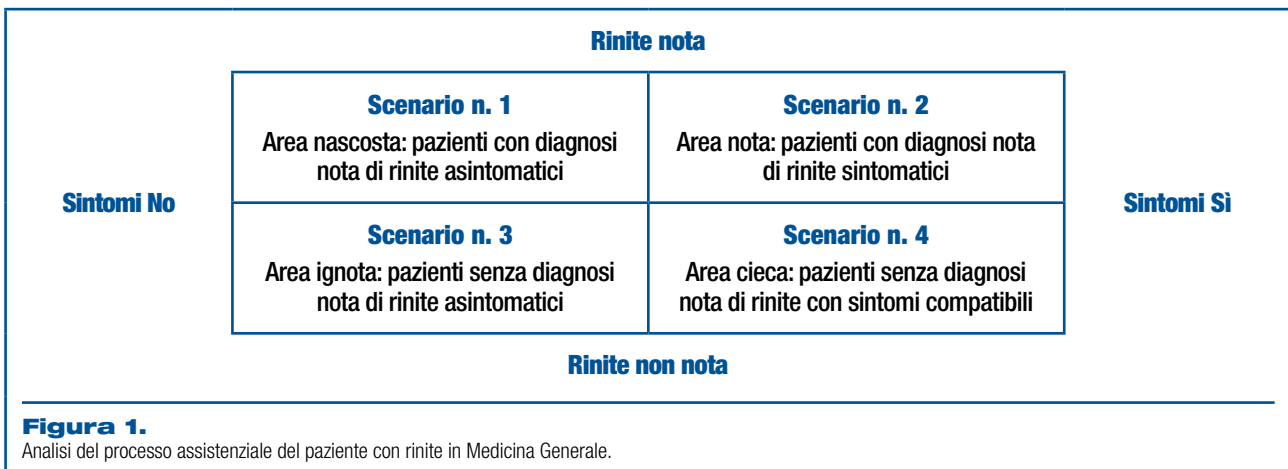 Rinite nota
Scenario n. 1
Area nascosta: pazienti con diagnosi
nota di rinite asintomatici
Scenario n. 2
Area nota: pazienti con diagnosi nota
di rinite sintomatici
Sintomi No
Sintomi Sì
Scenario n. 3
Area ignota: pazienti senza diagnosi
nota di rinite asintomatici
Scenario n. 4
Area cieca: pazienti senza diagnosi
nota di rinite con sintomi compatibili
Rinite non nota
Figura 1.
Analisi del processo assistenziale del paziente con rinite in Medicina Generale.